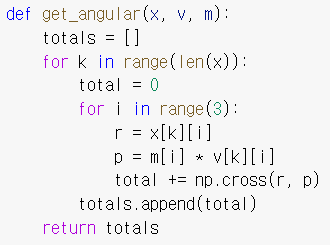 def get_angular(x, v, m):
    totals = []
    for k in range(len(x)):
        total = 0
        for i in range(3):
            r = x[k][i]
            p = m[i] * v[k][i]
            total += np.cross(r, p)
        totals.append(total)
    return totals